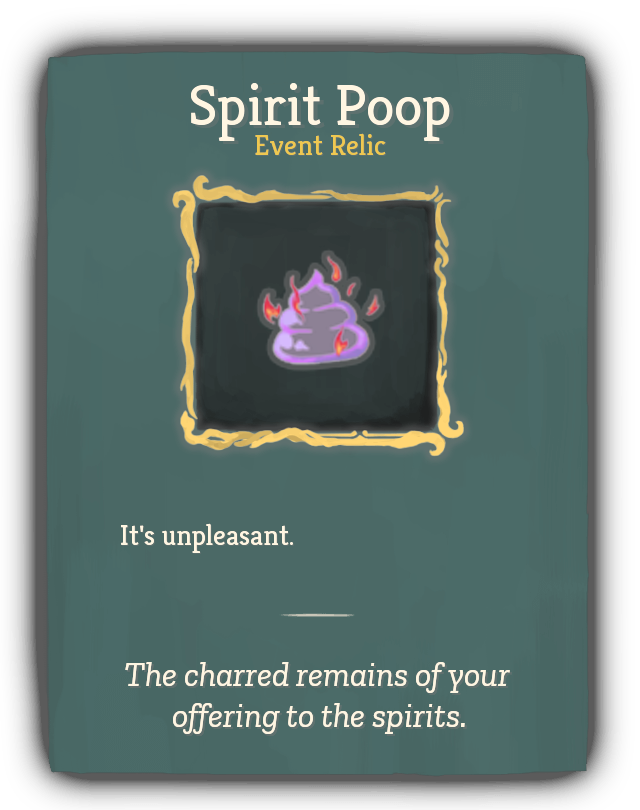 Spirit Poop
Event Relic
It's unpleasant.
The charred remains of your
offering to the spirits.